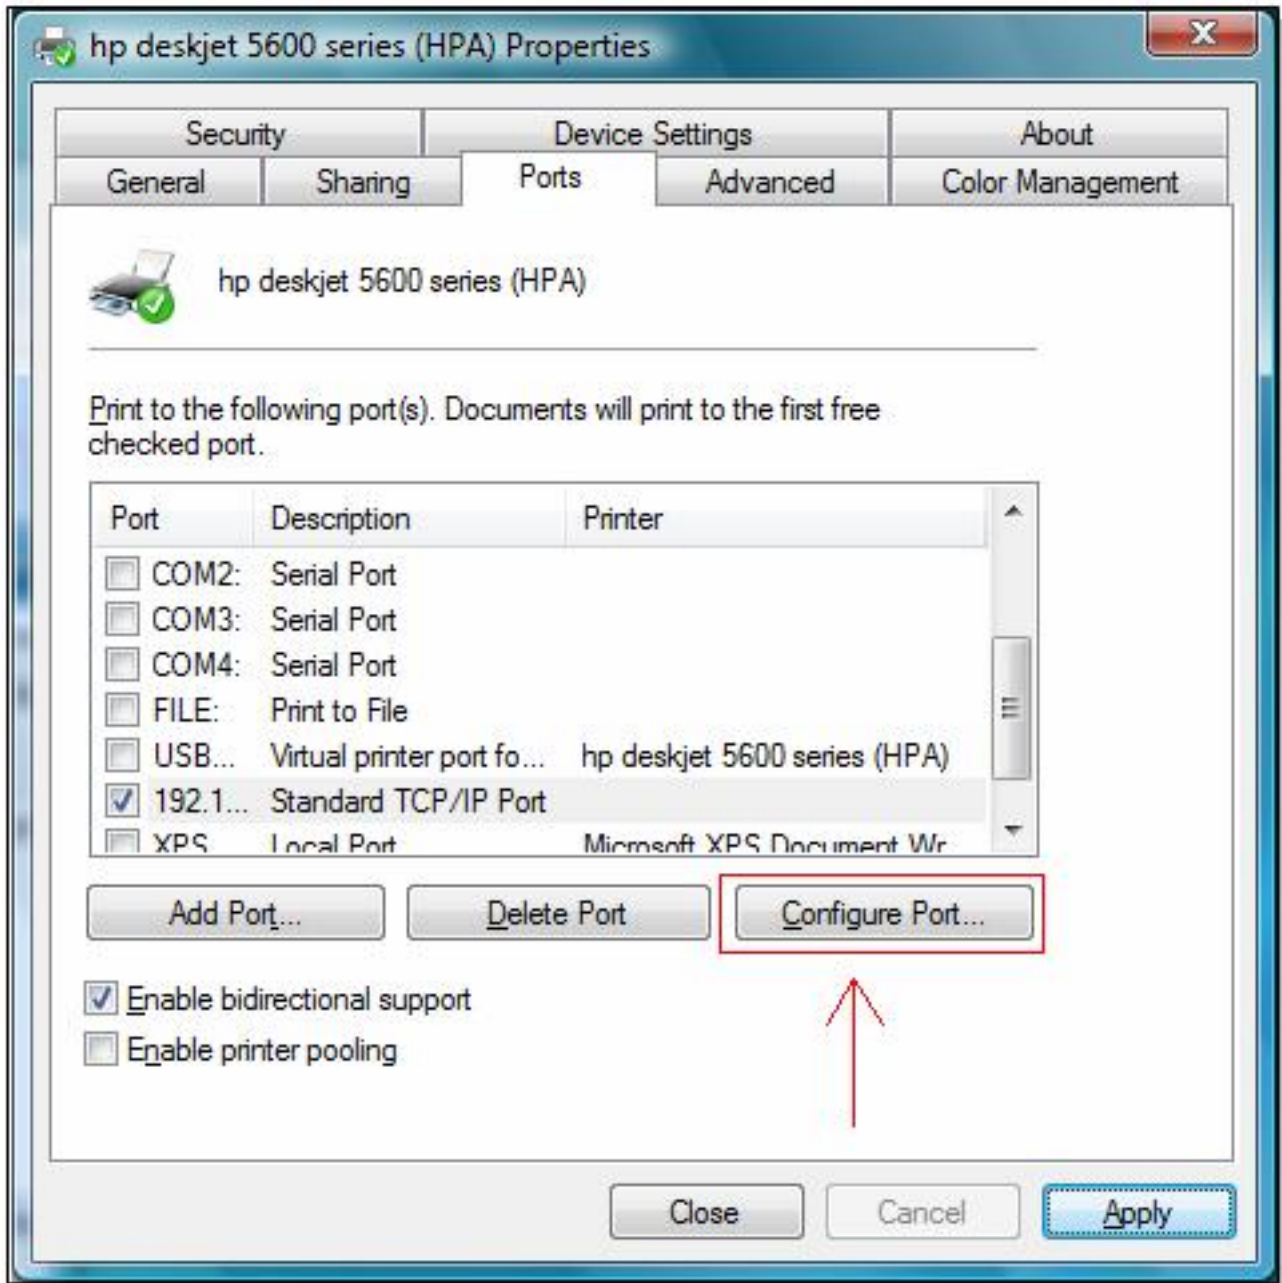 hp deskjet 5600 series (HPA) Properties
Security Device Settings About
General Sharing Ports Advanced Color Management
hp deskjet 5600 series (HPA)
Print to the following port(s). Documents will print to the first free
checked port.
Port Description Printer
COM2: Serial Port
COM3: Serial Port
COM4: Serial Port
FILE: Print to File
USB... Virtual printer port fo... hp deskjet 5600 series (HPA)
192.1... Standard TCP/IP Port
XPS Local Port Microsoft XPS Document Wr
Add Port... Delete Port Configure Port...
Enable bidirectional support
Enable printer pooling
Close Cancel Apply